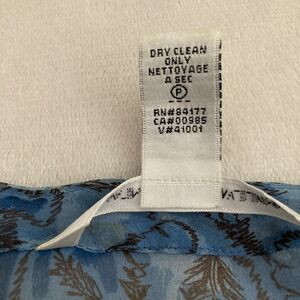 DRY CLEAN
ONLY
NETTOYAGE
A SEC
P
RN#84177
CA#00985
V#41001